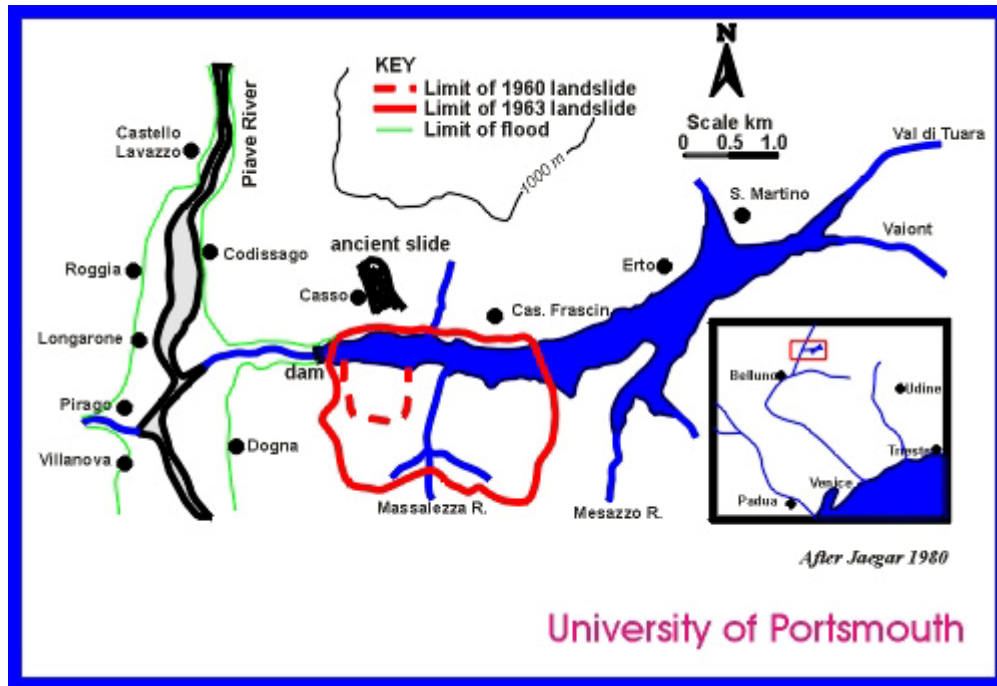 N
KEY
Limit of 1960 landslide
Limit of 1963 landslide
Limit of flood
Scale km
0 0.5 1.0
Piave River
Castello
Lavazzo
1000 m
Val di Tuara
S. Martino
Vaiont
ancient slide
Codissago
Roggia
Erto
Casso
Cas. Frascin
Longarone
dam
Pirago
Dogna
Villanova
Massalezza R.
Mesazzo R.
Belluno
Udine
Trieste
Venice
Padua
After Jaegar 1980
University of Portsmouth